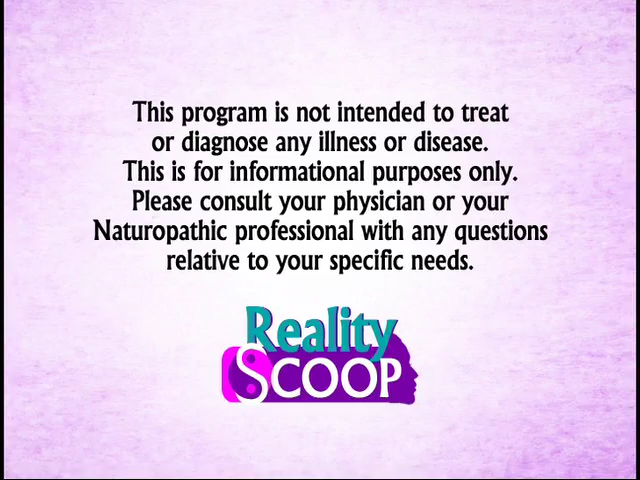 This program is not intended to treat
or diagnose any illness or disease.
This is for informational purposes only.
Please consult your physician or your
Naturopathic professional with any questions
relative to your specific needs.
Reality
SCOOP